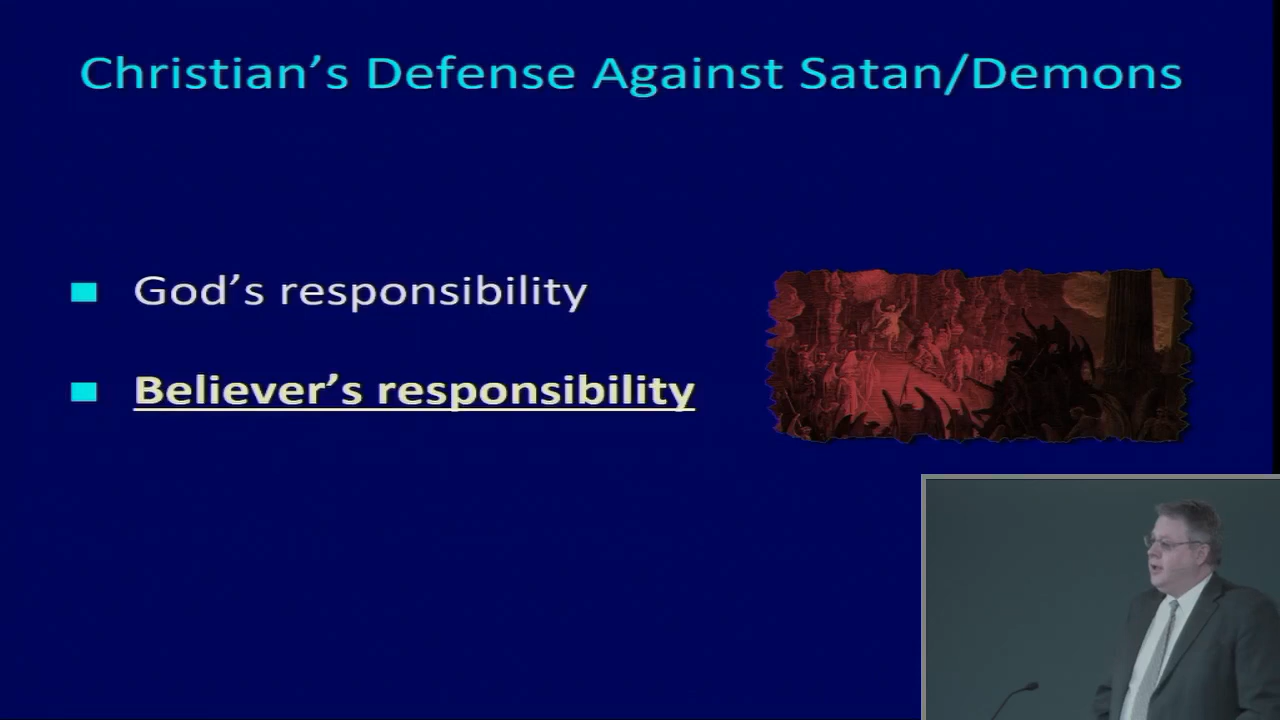 Christian’s Defense Against Satan/Demons
God’s responsibility
Believer’s responsibility